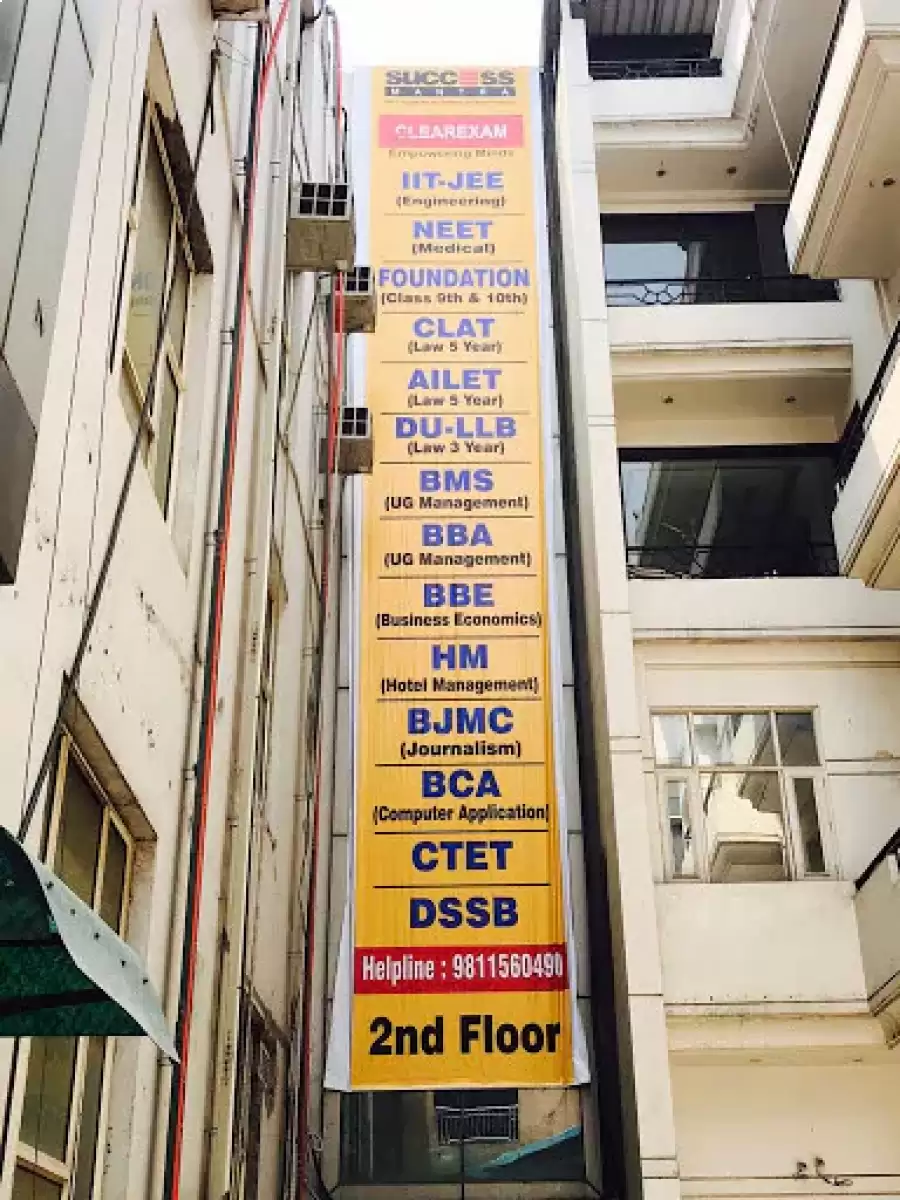 SUCCESS
MANTRA
CLEAREXAM
Empowering Minds
IIT-JEE
(Engineering)
NEET
(Medical)
FOUNDATION
(Class 9th & 10th)
CLAT
(Law 5 Year)
AILET
(Law 5 Year)
DU-LLB
(Law 3 Year)
BMS
(UG Management)
BBA
(UG Management)
BBE
(Business Economics)
HM
(Hotel Management)
BJMC
(Journalism)
BCA
(Computer Application)
CTET
DSSB
Helpline : 9811560490
2nd Floor